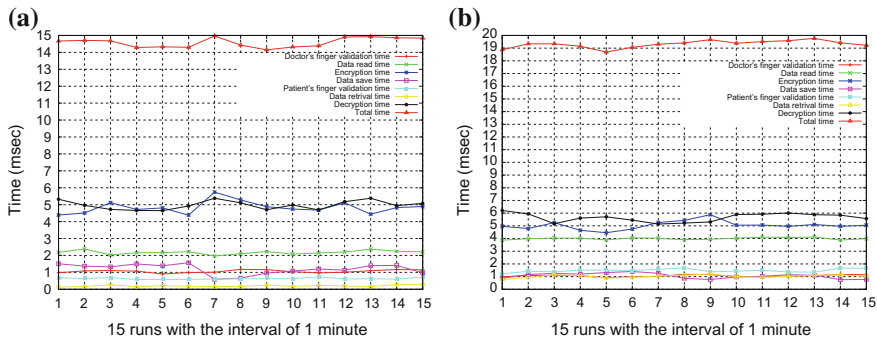 (a)
15
14
13
12
11
10
9
8
7
6
5
4
3
2
1
0
Time (msec)
Doctor's finger validation time
Data read time
Encryption time
Data save time
Patient's finger validation time
Data retrival time
Decryption time
Total time
1 2 3 4 5 6 7 8 9 10 11 12 13 14 15
15 runs with the interval of 1 minute
(b)
20
19
18
17
16
15
14
13
12
11
10
9
8
7
6
5
4
3
2
1
0
Time (msec)
Doctor's finger validation time
Data read time
Encryption time
Data save time
Patient's finger validation time
Data retrival time
Decryption time
Total time
1 2 3 4 5 6 7 8 9 10 11 12 13 14 15
15 runs with the interval of 1 minute